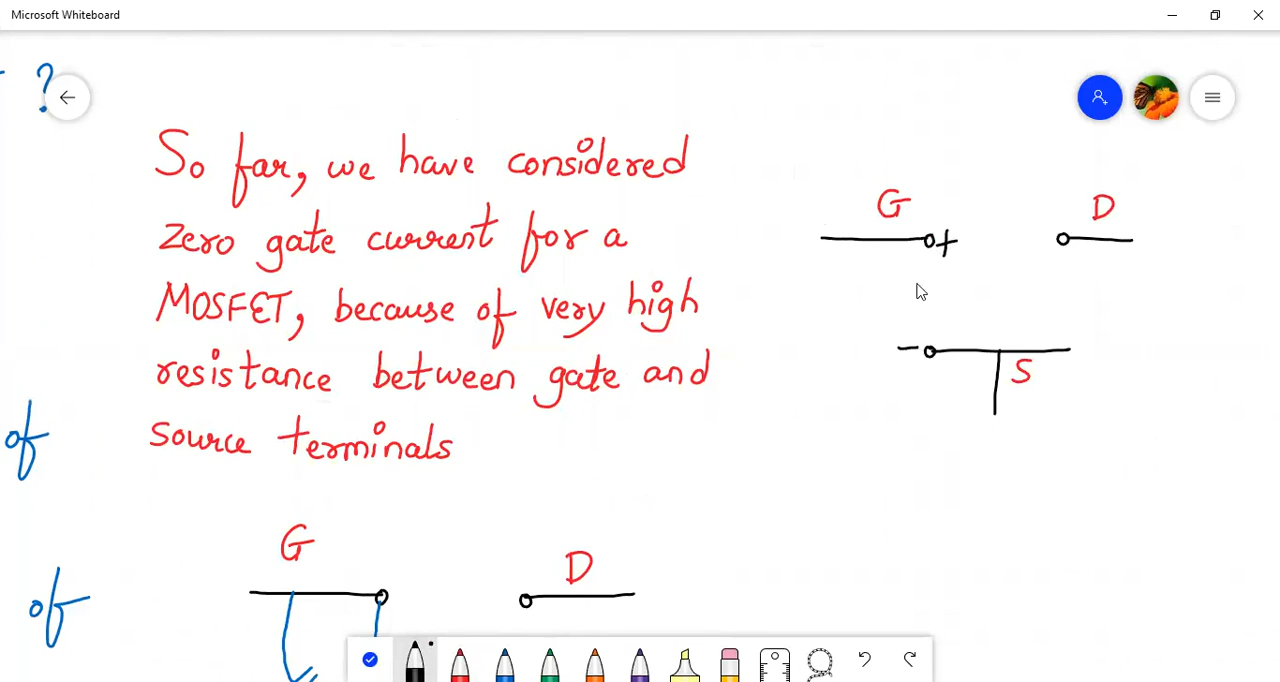 Microsoft Whiteboard
?
So far, we have considered
zero gate current for a
MOSFET, because of very high
resistance between gate and
source terminals
G
D
+
-
S
of
of
G
D